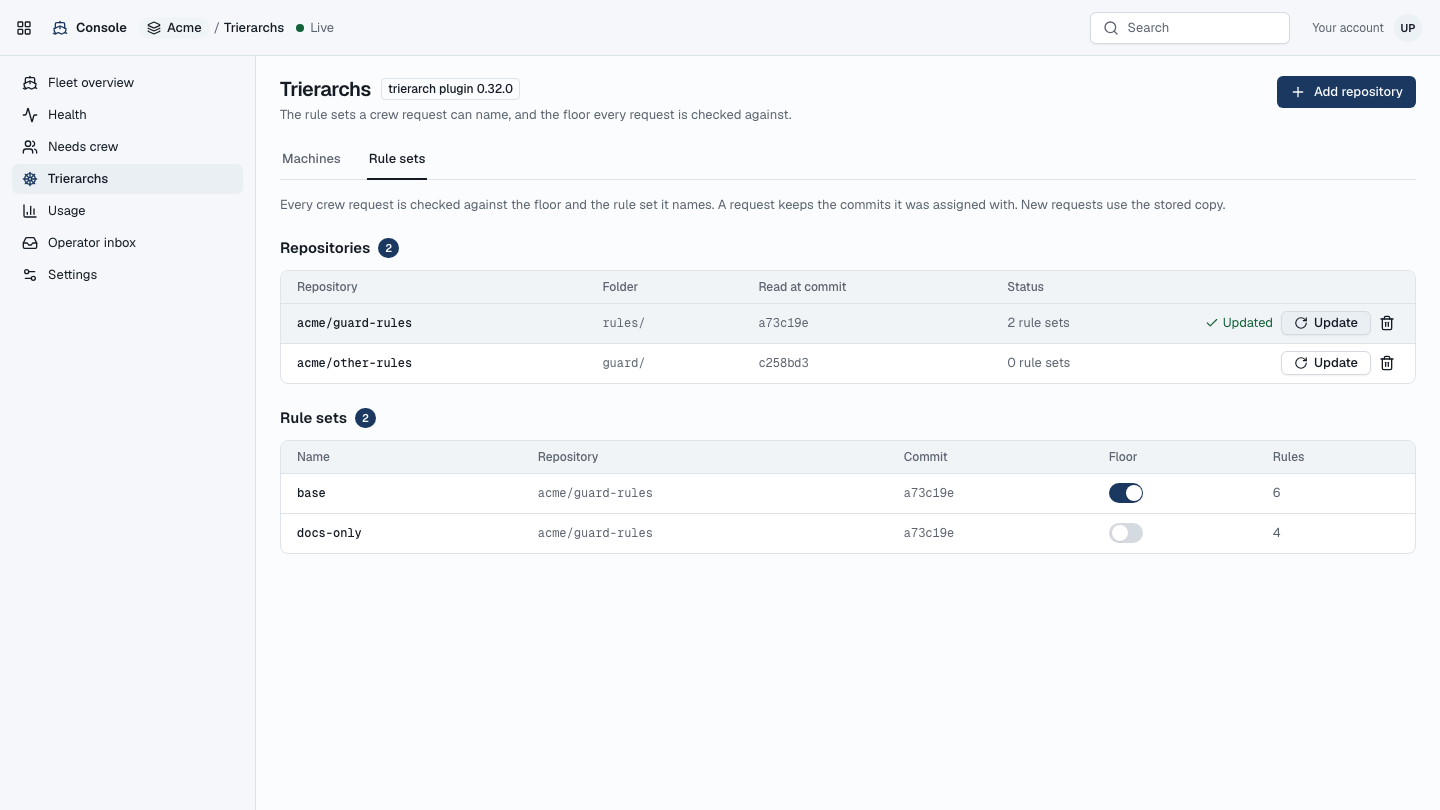 Console
Acme / Trierarchs
Live
Search
Your account
UP
Fleet overview
Health
Needs crew
Trierarchs
Usage
Operator inbox
Settings
Trierarchs
trierarch plugin 0.32.0
Add repository
The rule sets a crew request can name, and the floor every request is checked against.
Machines
Rule sets
Every crew request is checked against the floor and the rule set it names. A request keeps the commits it was assigned with. New requests use the stored copy.
Repositories 2
Repository Folder Read at commit Status
acme/guard-rules rules/ a73c19e 2 rule sets Updated Update
acme/other-rules guard/ c258bd3 0 rule sets Update
Rule sets 2
Name Repository Commit Floor Rules
base acme/guard-rules a73c19e 6
docs-only acme/guard-rules a73c19e 4